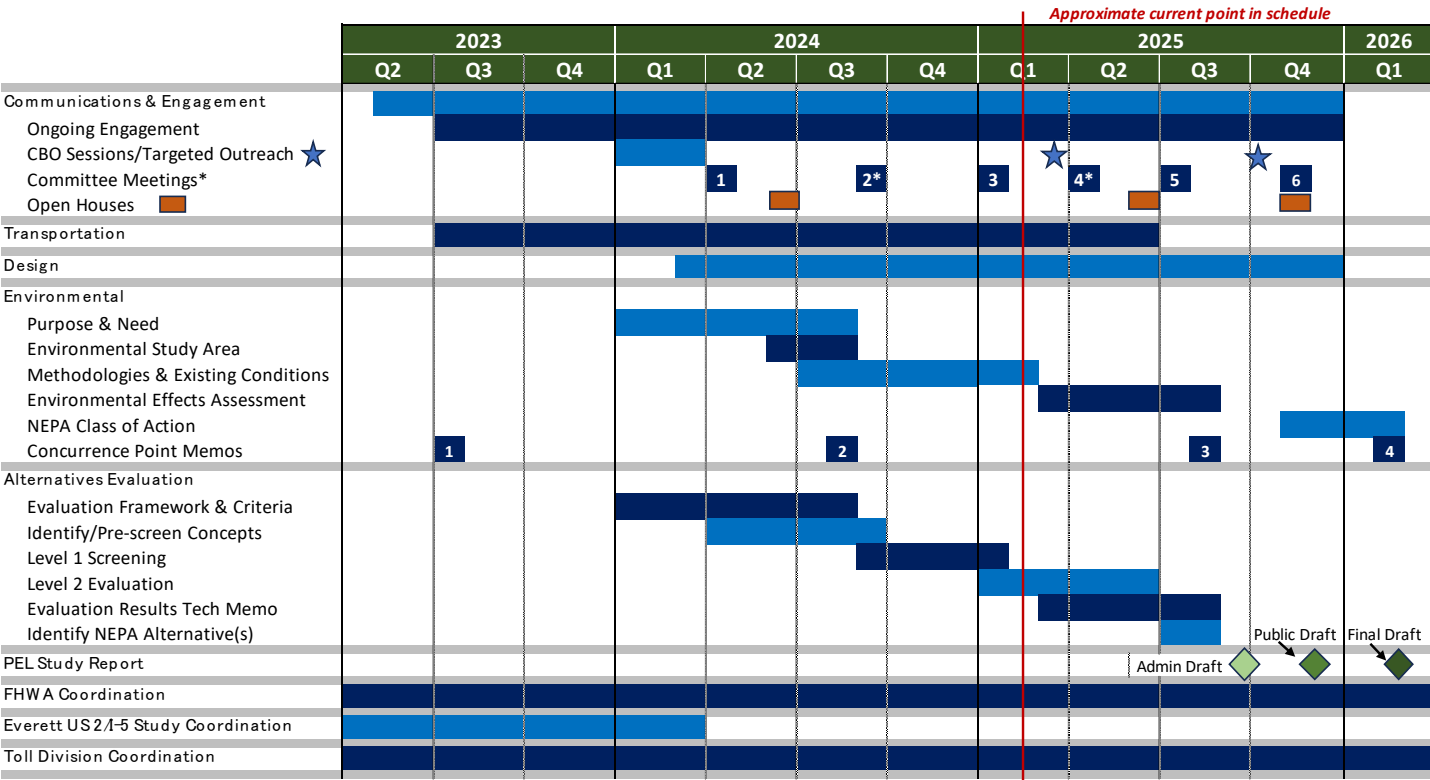 Approximate current point in schedule
2023 2024 2025 2026
Q2 Q3 Q4 Q1 Q2 Q3 Q4 Q1 Q2 Q3 Q4 Q1
Communications & Engagement
Ongoing Engagement
CBO Sessions/Targeted Outreach
Committee Meetings* 1 2* 3 4* 5 6
Open Houses
Transportation
Design
Environmental
Purpose & Need
Environmental Study Area
Methodologies & Existing Conditions
Environmental Effects Assessment
NEPA Class of Action
Concurrence Point Memos 1 2 3 4
Alternatives Evaluation
Evaluation Framework & Criteria
Identify/Pre-screen Concepts
Level 1 Screening
Level 2 Evaluation
Evaluation Results Tech Memo
Identify NEPA Alternative(s)
Public Draft Final Draft
PEL Study Report Admin Draft
FHWA Coordination
Everett US 2/I-5 Study Coordination
Toll Division Coordination